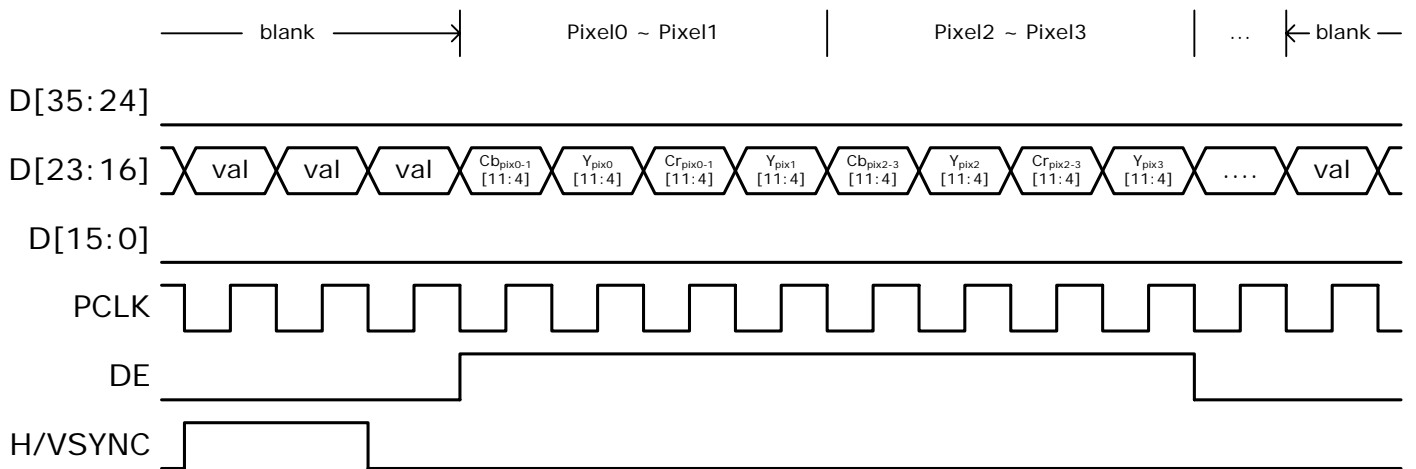 blank Pixel0 ~ Pixel1 Pixel2 ~ Pixel3 ... blank
D[35:24]
D[23:16] val val val Cbpix0-1 [11:4] Ypix0 [11:4] Crpix0-1 [11:4] Ypix1 [11:4] Cbpix2-3 [11:4] Ypix2 [11:4] Crpix2-3 [11:4] Ypix3 [11:4] .... val
D[15:0]
PCLK
DE
H/VSYNC